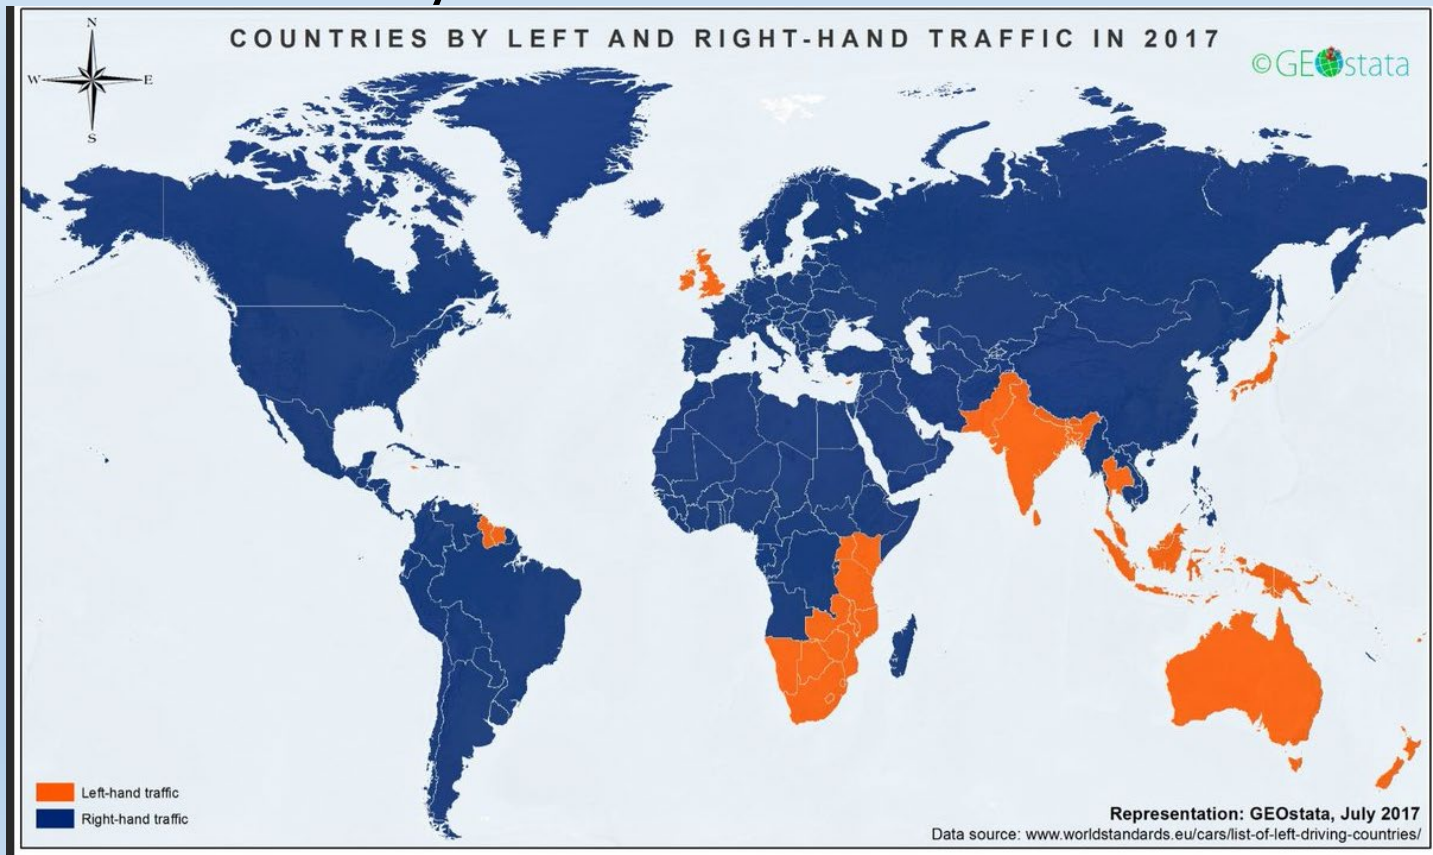 N
W
E
S
COUNTRIES BY LEFT AND RIGHT-HAND TRAFFIC IN 2017
©GEOstata
Left-hand traffic
Right-hand traffic
Representation: GEOstata, July 2017
Data source: www.worldstandards.eu/cars/list-of-left-driving-countries/